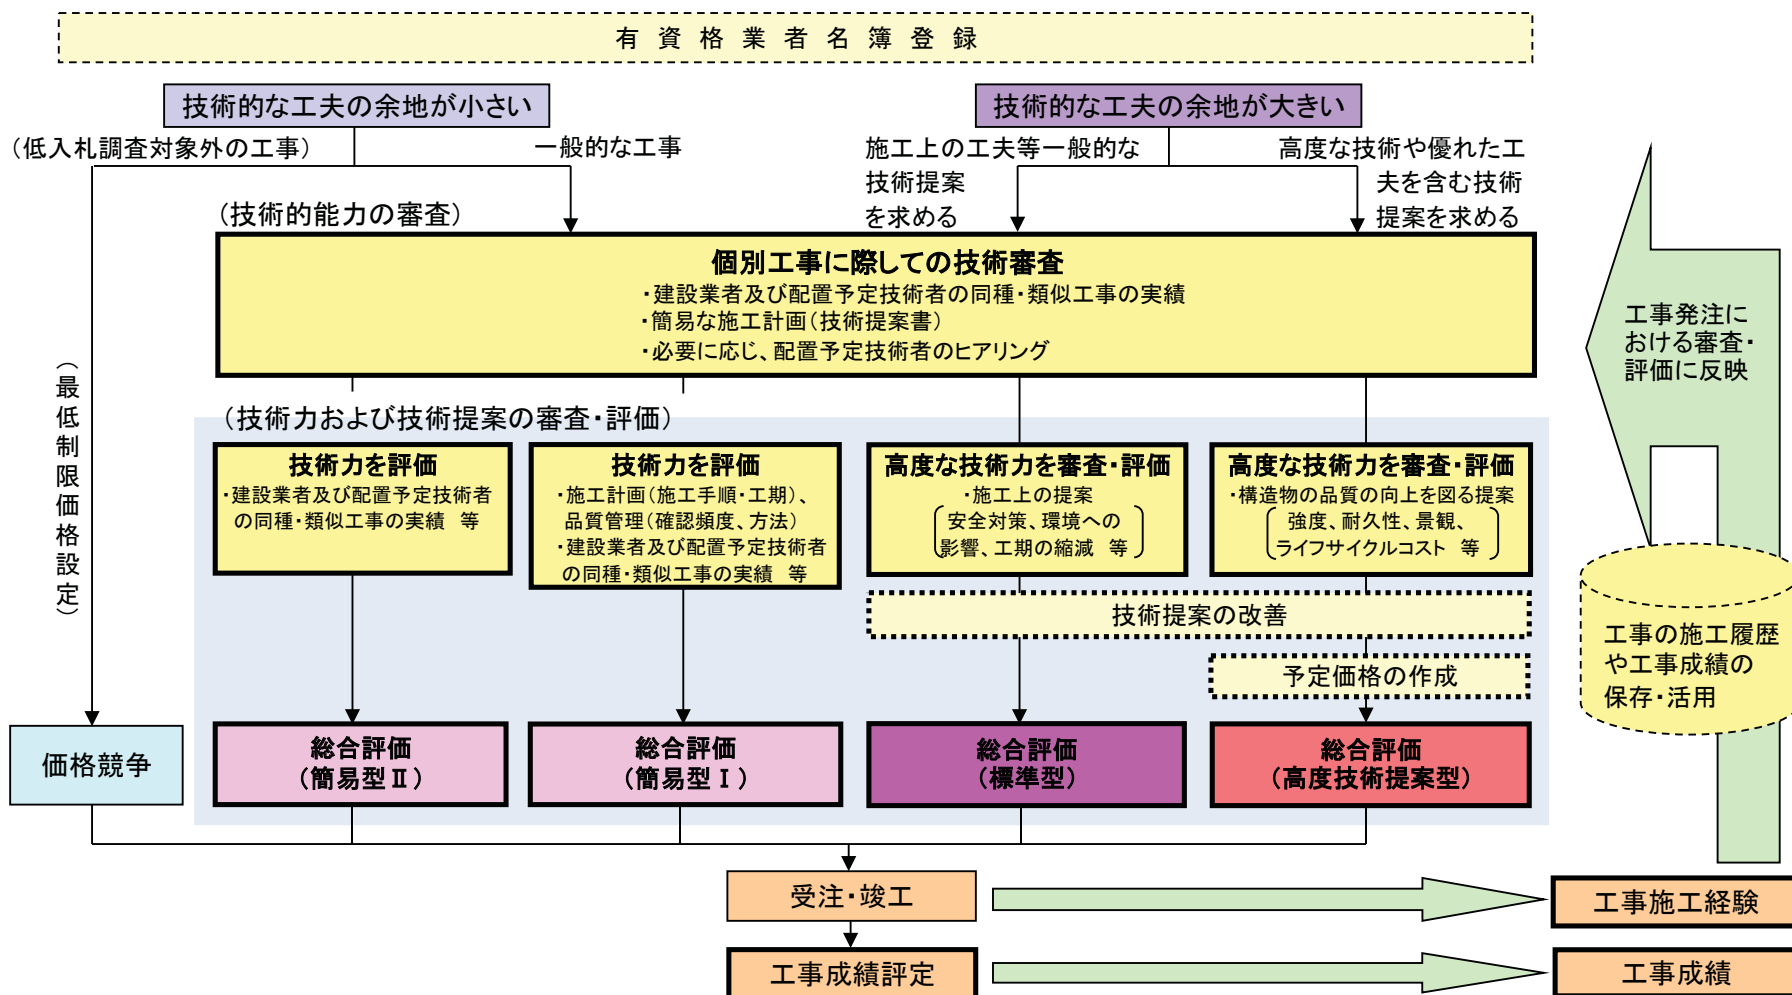 有資格業者名簿登録
技術的な工夫の余地が小さい
技術的な工夫の余地が大きい
(低入札調査対象外の工事)
一般的な工事
施工上の工夫等一般的な
技術提案
を求める
高度な技術や優れた工
夫を含む技術
提案を求める
(技術的能力の審査)
個別工事に際しての技術審査
・建設業者及び配置予定技術者の同種・類似工事の実績
・簡易な施工計画(技術提案書)
・必要に応じ、配置予定技術者のヒアリング
(最低制限価格設定)
(技術力および技術提案の審査・評価)
技術力を評価
・建設業者及び配置予定技術者
の同種・類似工事の実績 等
技術力を評価
・施工計画(施工手順・工期)、
品質管理(確認頻度、方法)
・建設業者及び配置予定技術者
の同種・類似工事の実績 等
高度な技術力を審査・評価
・施工上の提案
安全対策、環境への
影響、工期の縮減 等
高度な技術力を審査・評価
・構造物の品質の向上を図る提案
強度、耐久性、景観、
ライフサイクルコスト 等
技術提案の改善
予定価格の作成
価格競争
総合評価
(簡易型Ⅱ)
総合評価
(簡易型Ⅰ)
総合評価
(標準型)
総合評価
(高度技術提案型)
工事発注に
おける審査・
評価に反映
工事の施工履歴
や工事成績の
保存・活用
受注・竣工
工事施工経験
工事成績評定
工事成績